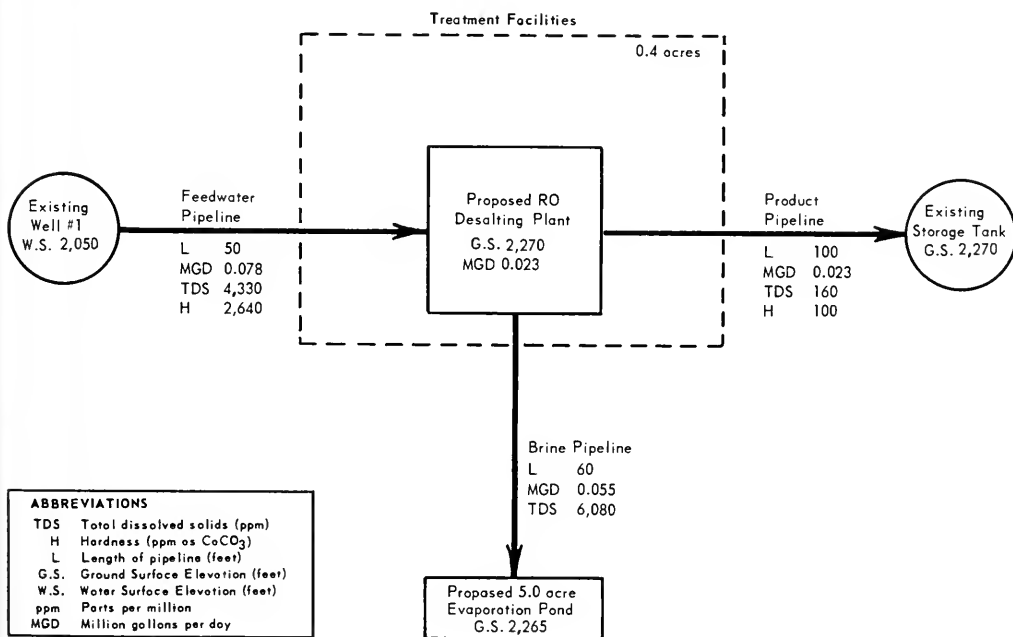 Treatment Facilities
0.4 acres
Existing
Well #1
W.S. 2,050
Feedwater
Pipeline
L 50
MGD 0.078
TDS 4,330
H 2,640
Proposed RO
Desalting Plant
G.S. 2,270
MGD 0.023
Product
Pipeline
L 100
MGD 0.023
TDS 160
H 100
Existing
Storage Tank
G.S. 2,270
Brine Pipeline
L 60
MGD 0.055
TDS 6,080
Proposed 5.0 acre
Evaporation Pond
G.S. 2,265
ABBREVIATIONS
TDS Total dissolved solids (ppm)
H Hardness (ppm as CaCO3)
L Length of pipeline (feet)
G.S. Ground Surface Elevation (feet)
W.S. Water Surface Elevation (feet)
ppm Parts per million
MGD Million gallons per day